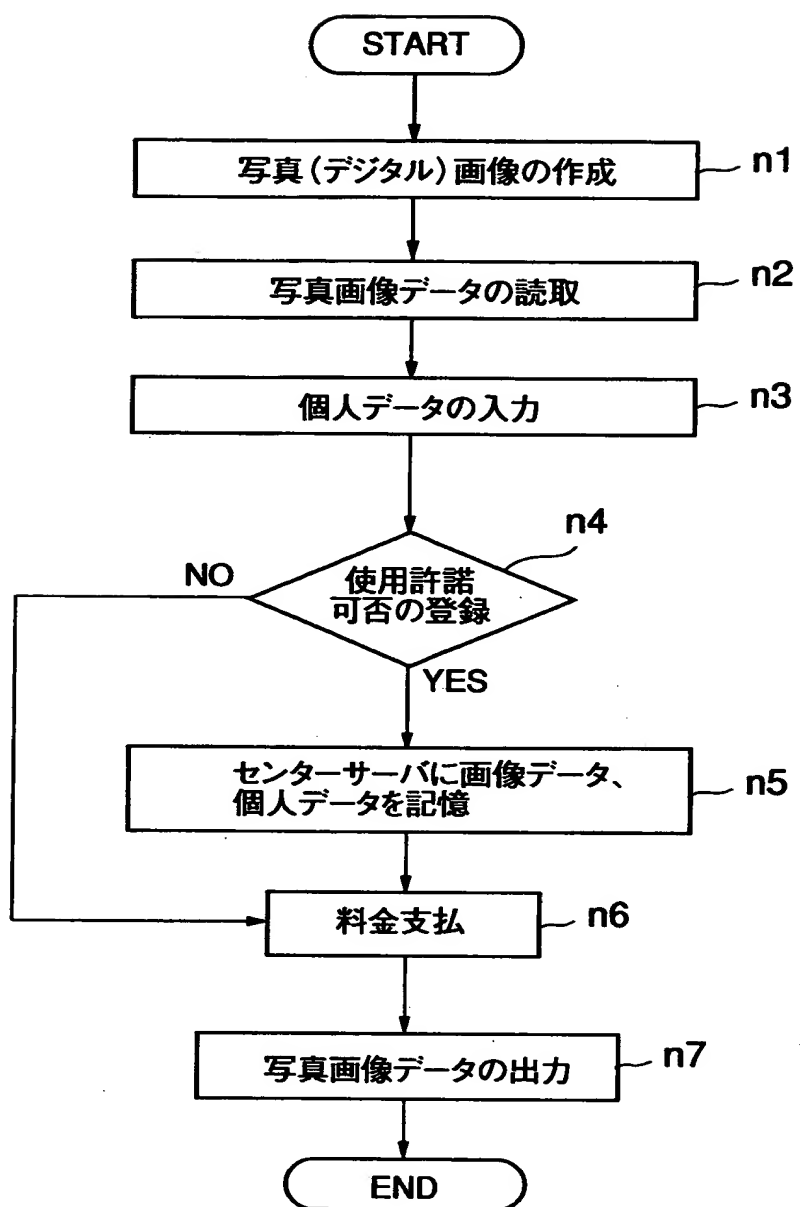 START
写真(デジタル)画像の作成
n1
写真画像データの読取
n2
個人データの入力
n3
n4
使用許諾
可否の登録
NO
YES
センターサーバに画像データ、
個人データを記憶
n5
料金支払
n6
写真画像データの出力
n7
END